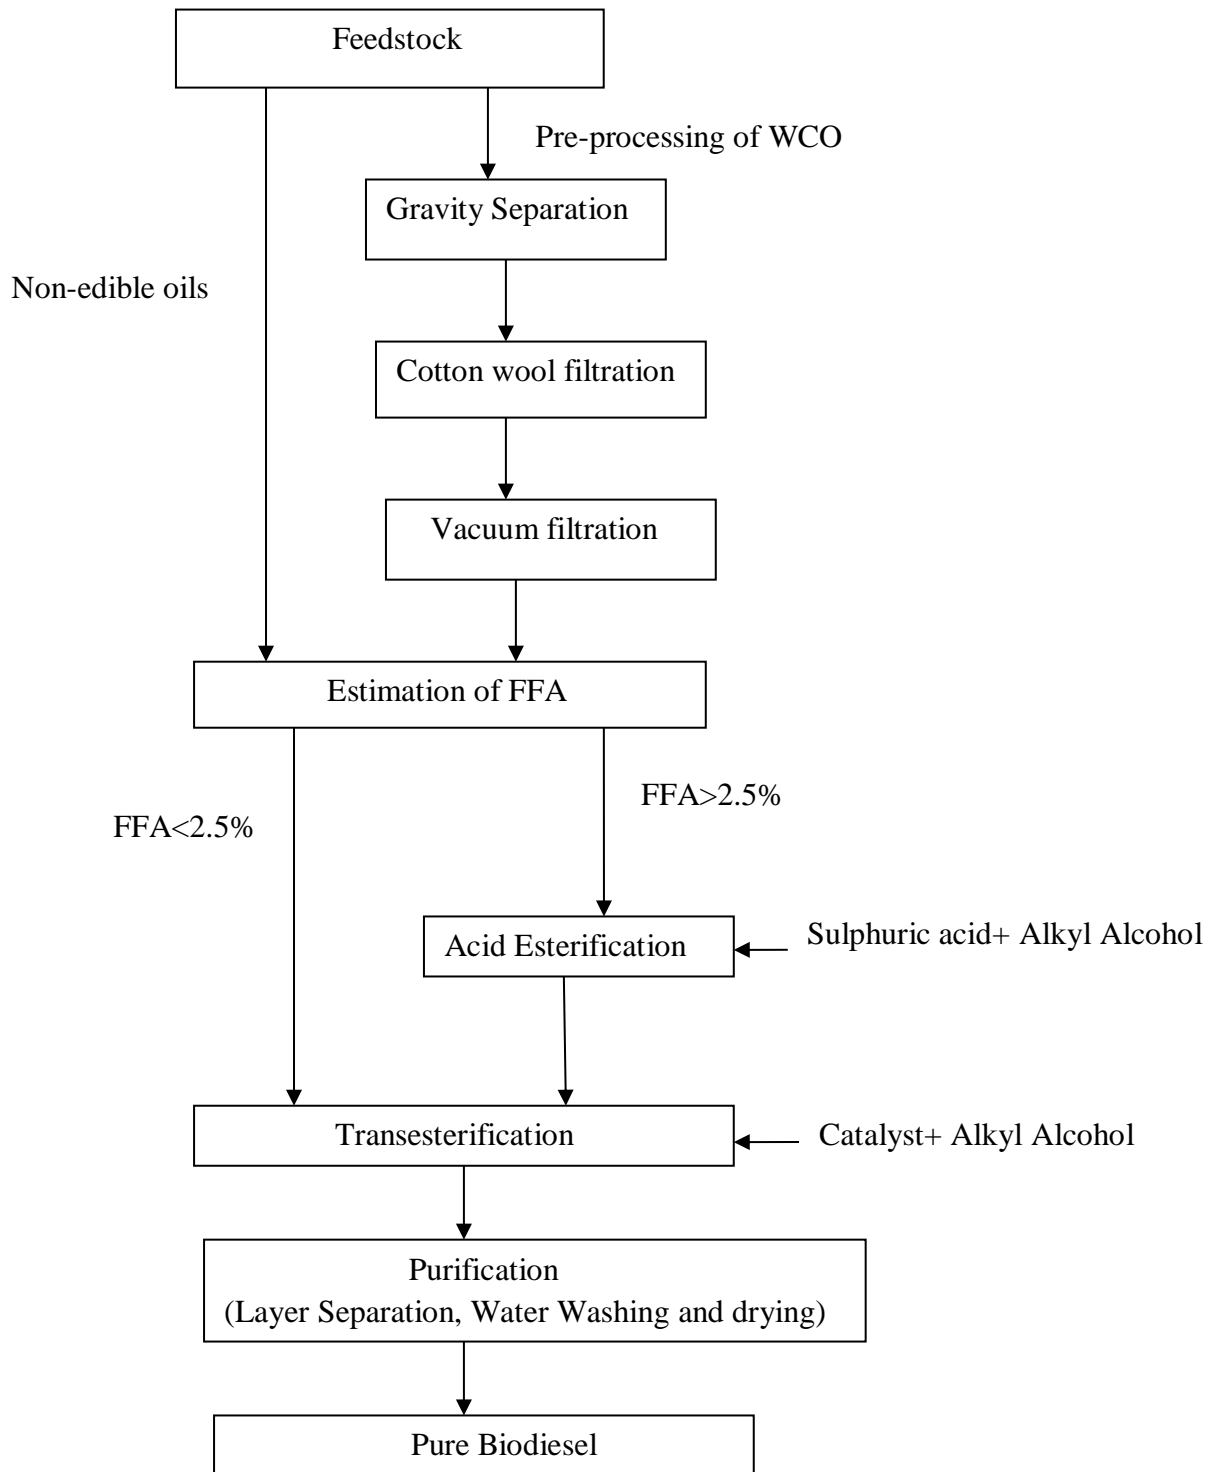 Feedstock
Pre-processing of WCO
Gravity Separation
Non-edible oils
Cotton wool filtration
Vacuum filtration
Estimation of FFA
FFA>2.5%
FFA<2.5%
Acid Esterification
Sulphuric acid+ Alkyl Alcohol
Transesterification
Catalyst+ Alkyl Alcohol
Purification
(Layer Separation, Water Washing and drying)
Pure Biodiesel